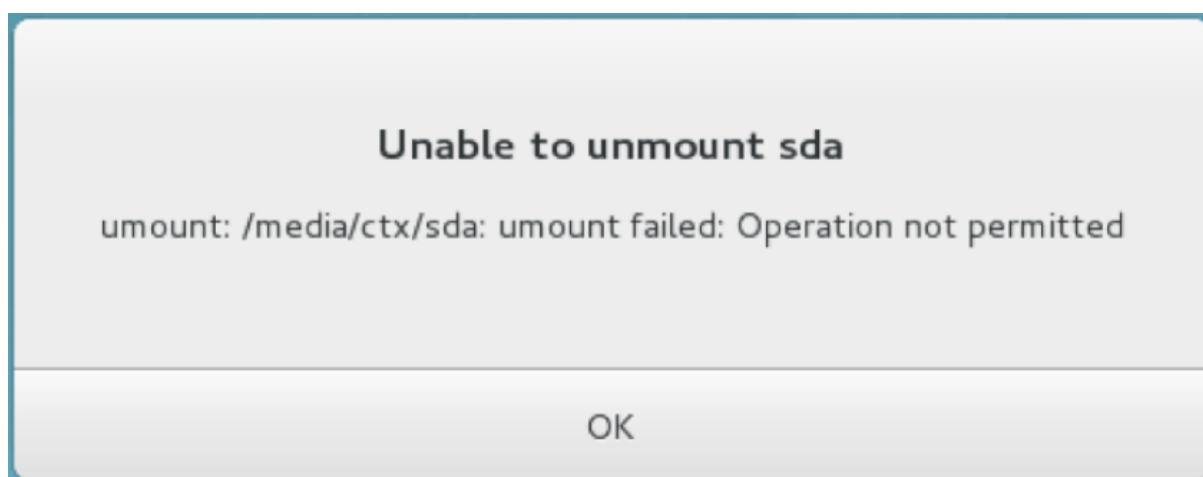 Unable to unmount sda
umount: /media/ctx/sda: umount failed: Operation not permitted
OK